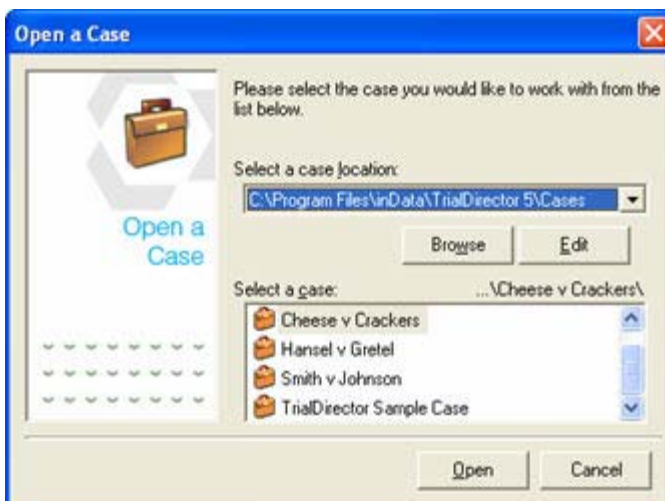 Open a Case
Please select the case you would like to work with from the
list below.
Select a case location:
C:\Program Files\inData\TrialDirector 5\Cases
Open a
Case
Browse
Edit
Select a case:
...\Cheese v Crackers\
Cheese v Crackers
Hansel v Gretel
Smith v Johnson
TrialDirector Sample Case
Open
Cancel